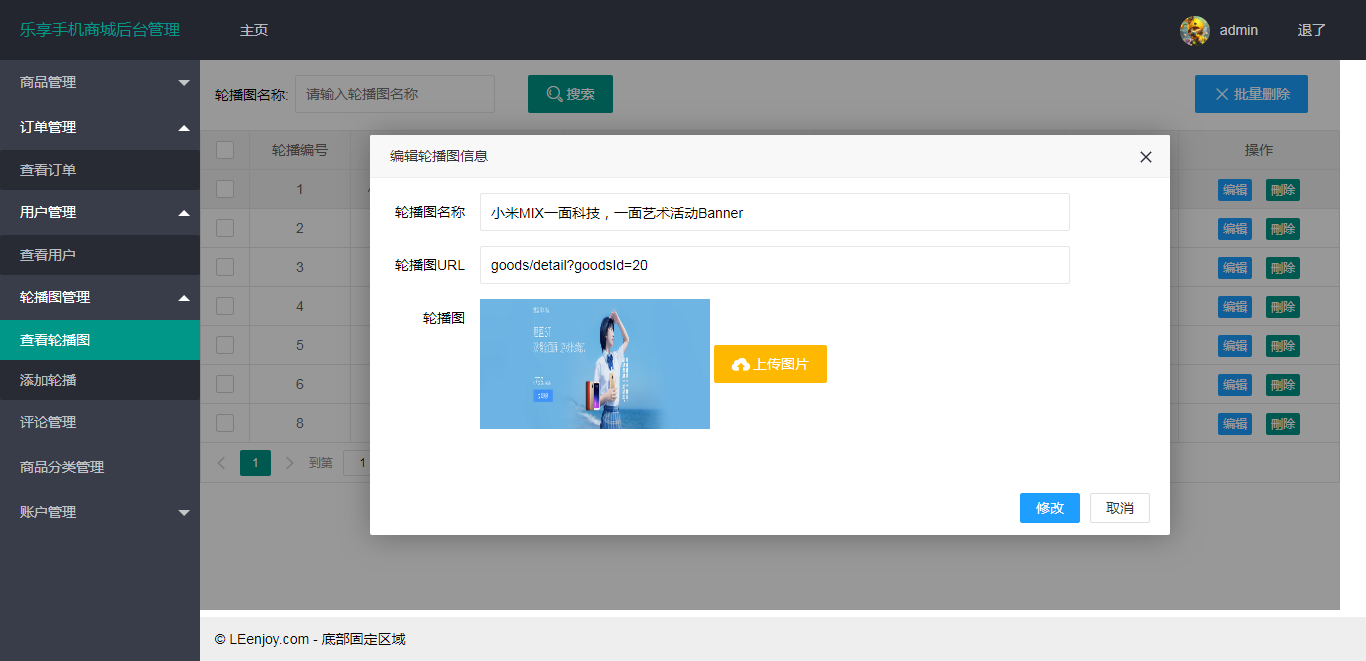 乐享手机商城后台管理 主页 admin 退了
商品管理
订单管理
查看订单
用户管理
查看用户
轮播图管理
查看轮播图
添加轮播
评论管理
商品分类管理
账户管理
轮播图名称: 请输入轮播图名称 搜索 批量删除
轮播编号 操作
1 编辑 删除
2 编辑 删除
3 编辑 删除
4 编辑 删除
5 编辑 删除
6 编辑 删除
8 编辑 删除
1 到第 1
编辑轮播图信息
轮播图名称 小米MIX一面科技，一面艺术活动Banner
轮播图URL goods/detail?goodsId=20
轮播图
上传图片
修改 取消
© LEenjoy.com - 底部固定区域